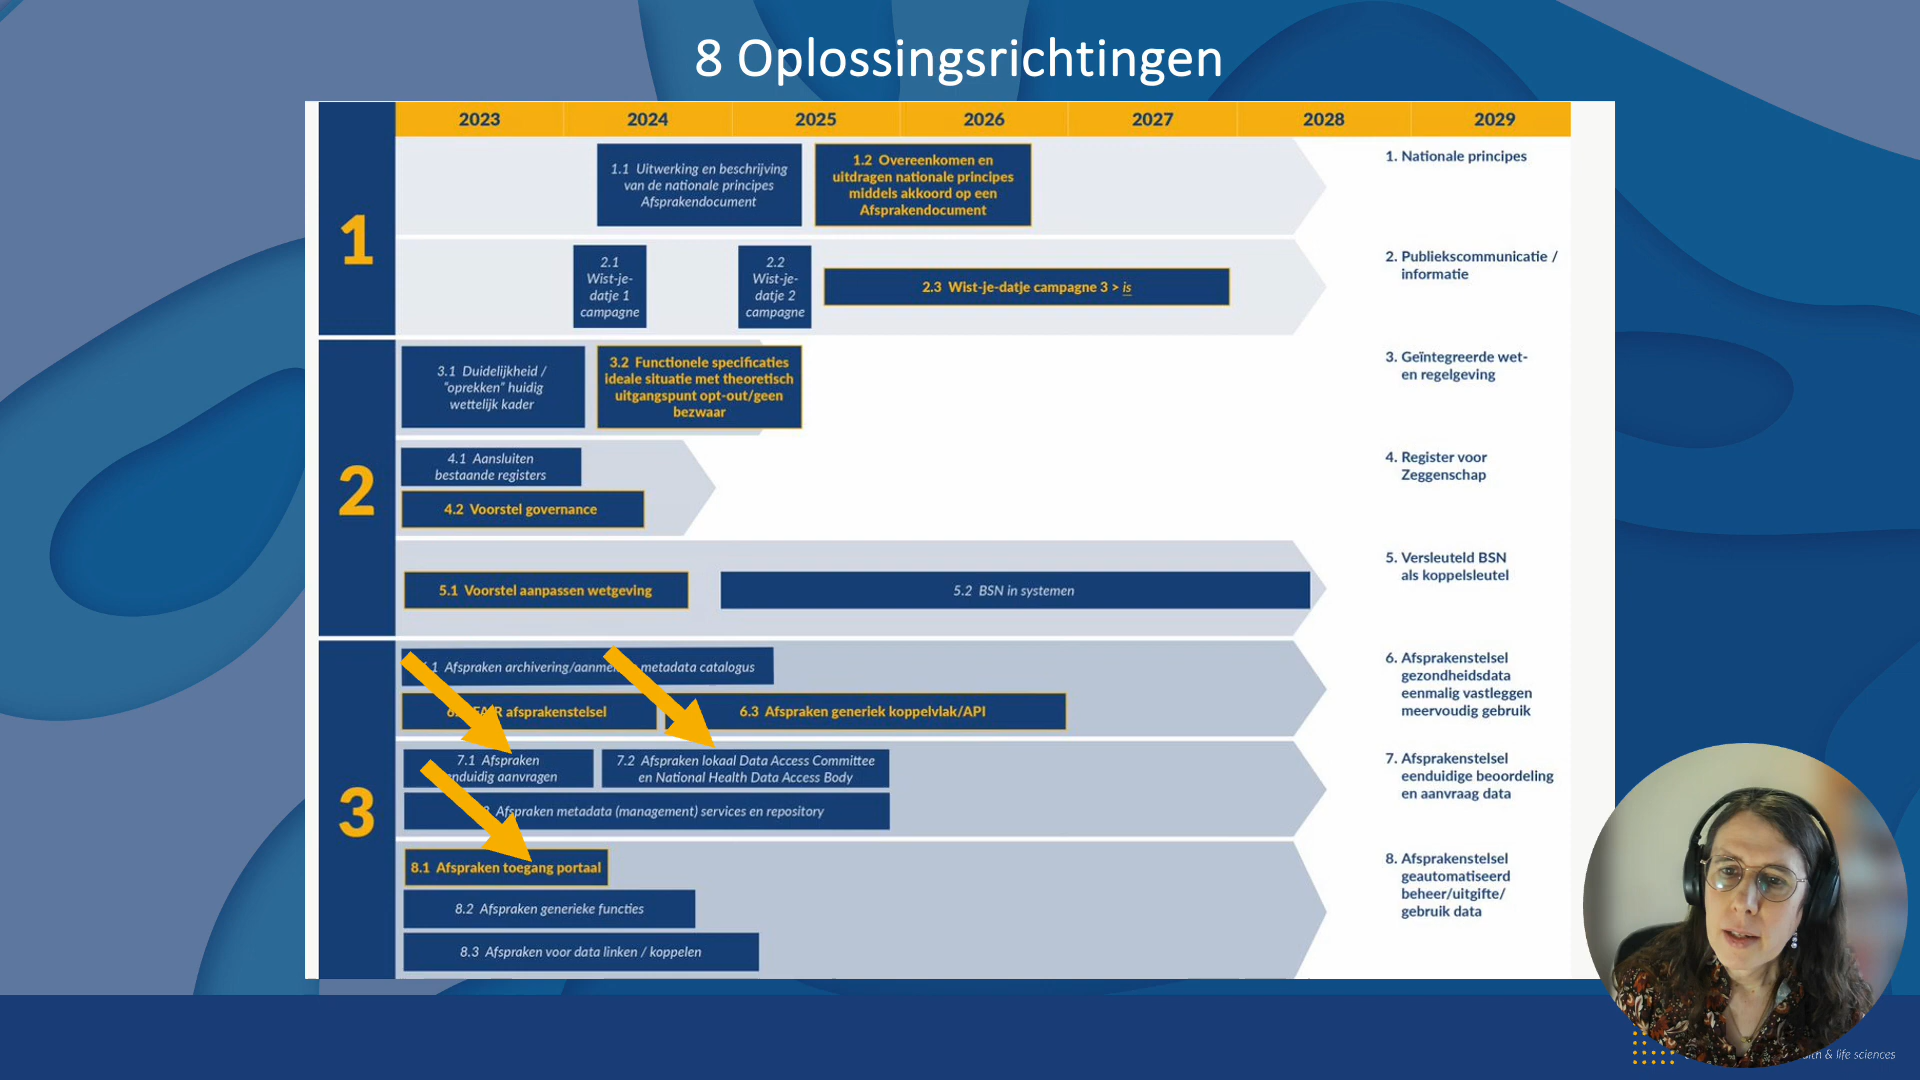 8 Oplossingsrichtingen
2023 2024 2025 2026 2027 2028 2029
1
1.1 Uitwerking en beschrijving
van de nationale principes
Afsprakendocument
1.2 Overeenkomen en
uitdragen nationale principes
middels akkoord op een
Afsprakendocument
1. Nationale principes
2.1
Wist-je-
datje 1
campagne
2.2
Wist-je-
datje 2
campagne
2.3 Wist-je-datje campagne 3 > is
2. Publiekscommunicatie /
informatie
2
3.1 Duidelijkheid /
“oprekken” huidig
wettelijk kader
3.2 Functionele specificaties
ideale situatie met theoretisch
uitgangspunt opt-out/geen
bezwaar
3. Geïntegreerde wet-
en regelgeving
4.1 Aansluiten
bestaande registers
4.2 Voorstel governance
4. Register voor
Zeggenschap
5.1 Voorstel aanpassen wetgeving
5.2 BSN in systemen
5. Versleuteld BSN
als koppelsleutel
3
Afspraken metadata catalogus
afsprakenstelsel
6.3 Afspraken generiek koppelvlak/API
6. Afsprakenstelsel
gezondheidsdata
eenmalig vastleggen
meervoudig gebruik
7.1 Afspraken
aanvragen
7.2 Afspraken lokaal Data Access Committee
en National Health Data Access Body
Afspraken metadata (management) services en repository
7. Afsprakenstelsel
eenduidige beoordeling
en aanvraag data
8.1 Afspraken toegang portaal
8.2 Afspraken generieke functies
8.3 Afspraken voor data linken / koppelen
8. Afsprakenstelsel
geautomatiseerd
beheer/uitgifte/
gebruik data
& life sciences